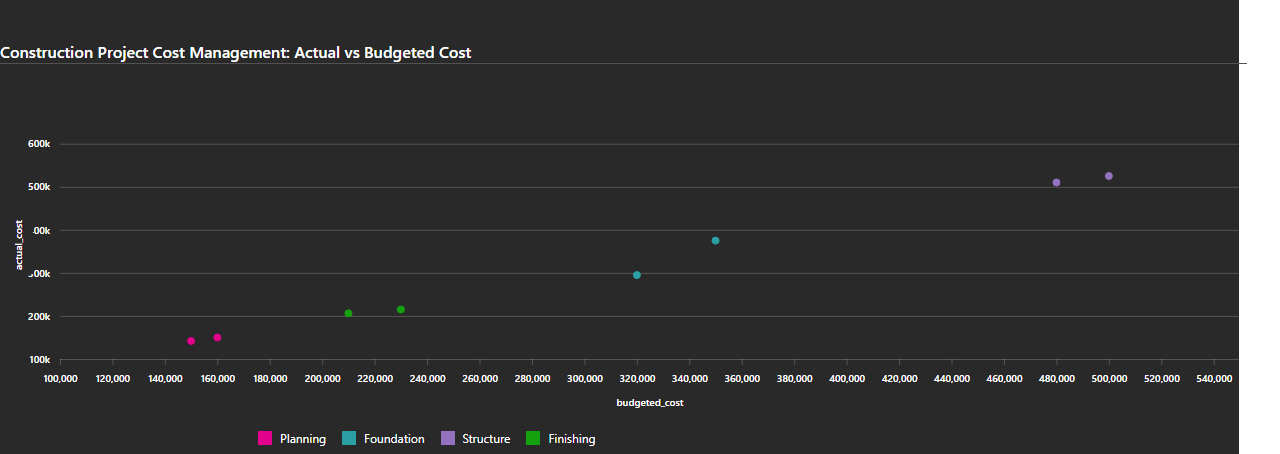 Construction Project Cost Management: Actual vs Budgeted Cost
600k
500k
00k
00k
200k
100k
actual_cost
100,000 120,000 140,000 160,000 180,000 200,000 220,000 240,000 260,000 280,000 300,000 320,000 340,000 360,000 380,000 400,000 420,000 440,000 460,000 480,000 500,000 520,000 540,000
budgeted_cost
Planning Foundation Structure Finishing